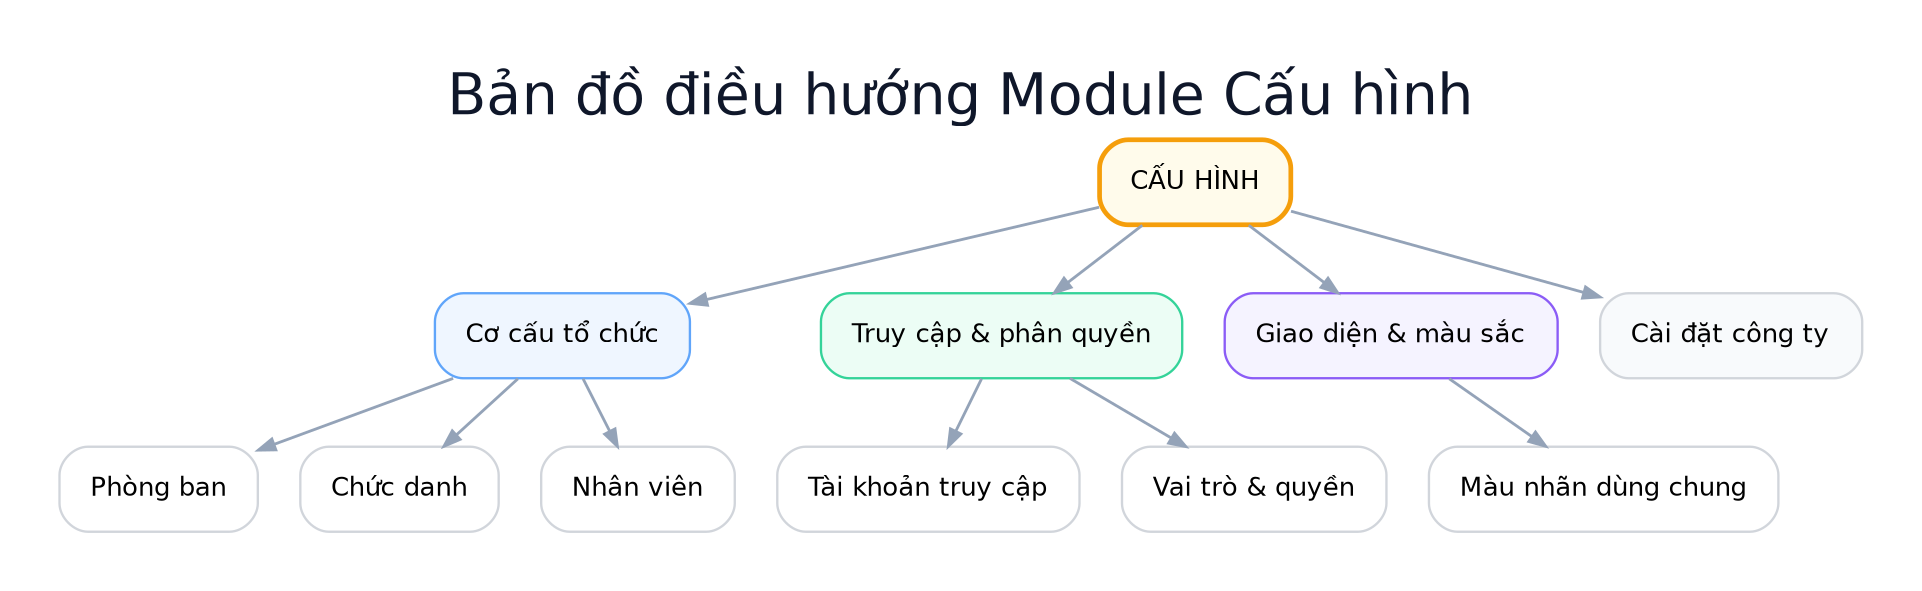 Bản đồ điều hướng Module Cấu hình
CẤU HÌNH
Cơ cấu tổ chức
Truy cập & phân quyền
Giao diện & màu sắc
Cài đặt công ty
Phòng ban
Chức danh
Nhân viên
Tài khoản truy cập
Vai trò & quyền
Màu nhãn dùng chung